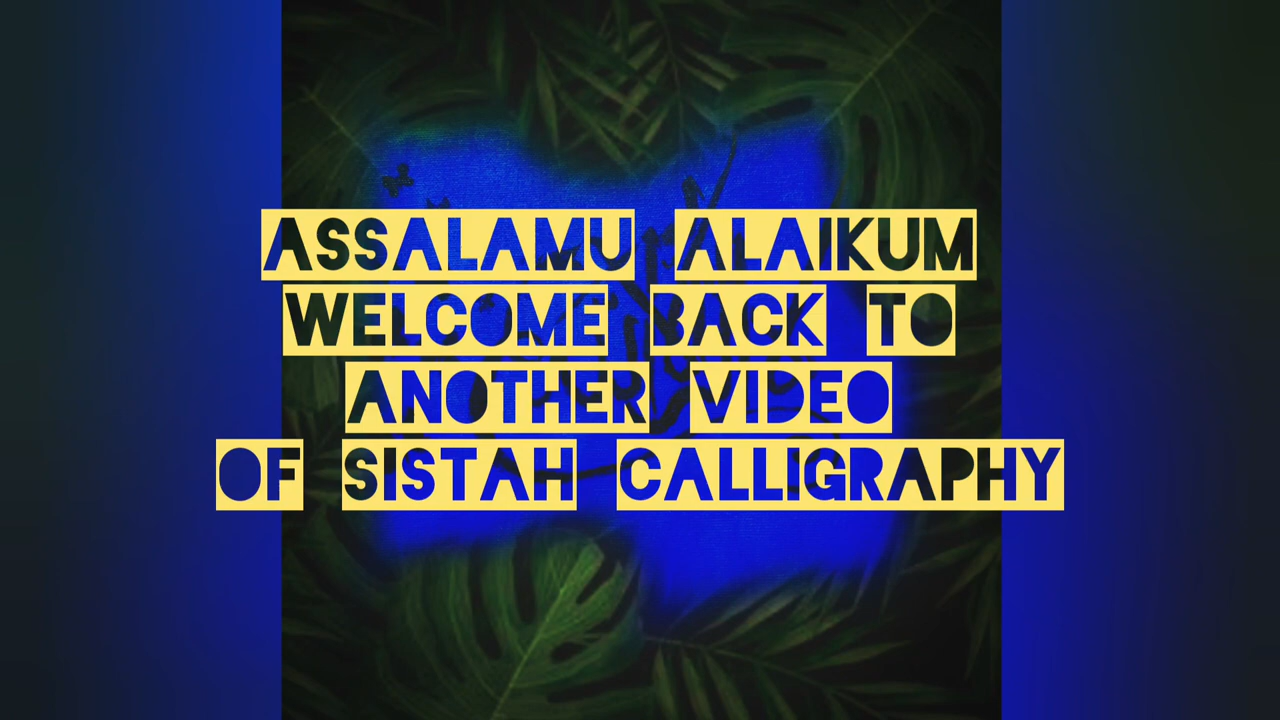 ASSALAMU ALAIKUM
WELCOME BACK TO
ANOTHER VIDEO
OF SISTAH CALLIGRAPHY